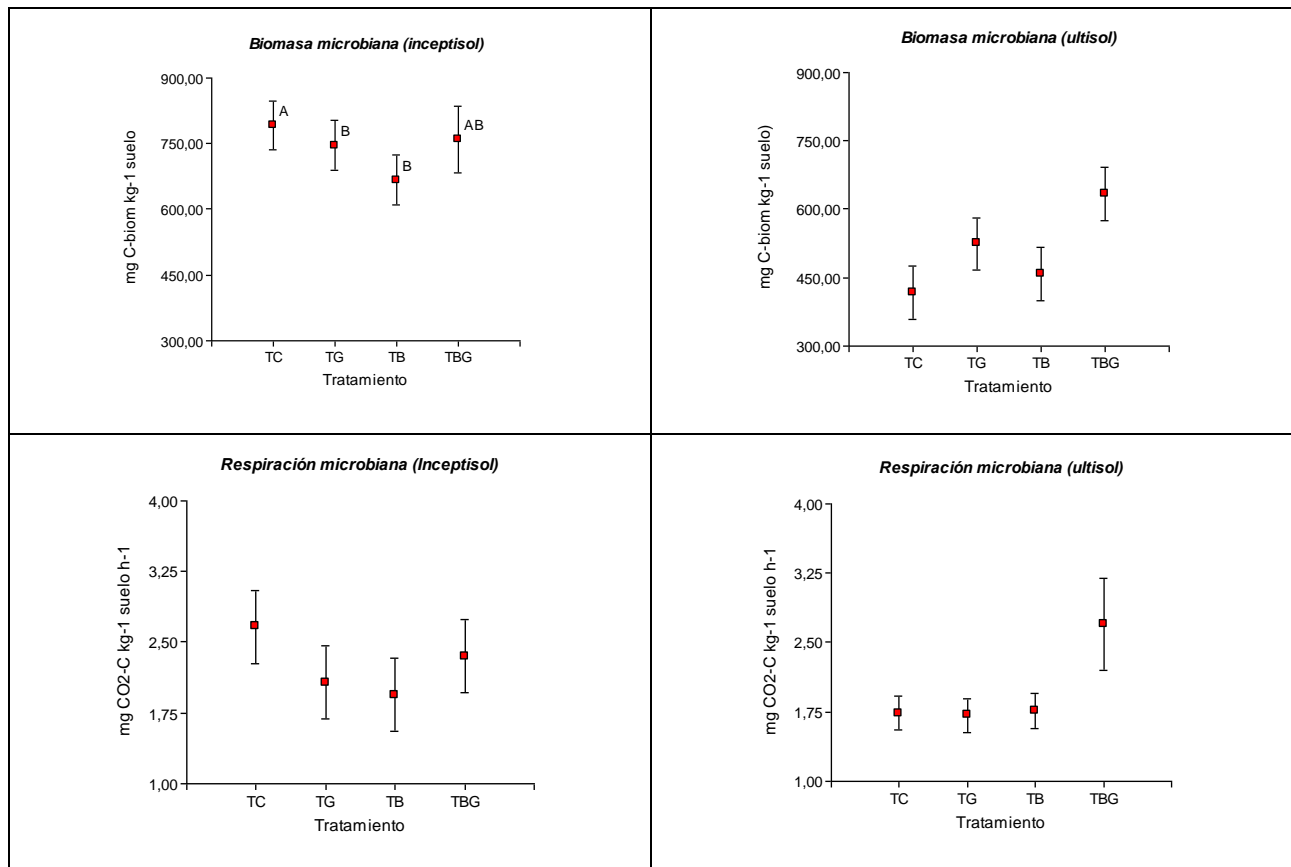 Biomasa microbiana (inceptisol)
mg C-biom kg-1 suelo
900,00
750,00
600,00
450,00
300,00
A
B
B
AB
TC TG TB TBG
Tratamiento
Biomasa microbiana (ultisol)
mg C-biom kg-1 suelo)
900,00
750,00
600,00
450,00
300,00
TC TG TB TBG
Tratamiento
Respiración microbiana (Inceptisol)
mg CO2-C kg-1 suelo h-1
4,00
3,25
2,50
1,75
1,00
TC TG TB TBG
Tratamiento
Respiración microbiana (ultisol)
mg CO2-C kg-1 suelo h-1
4,00
3,25
2,50
1,75
1,00
TC TG TB TBG
Tratamiento